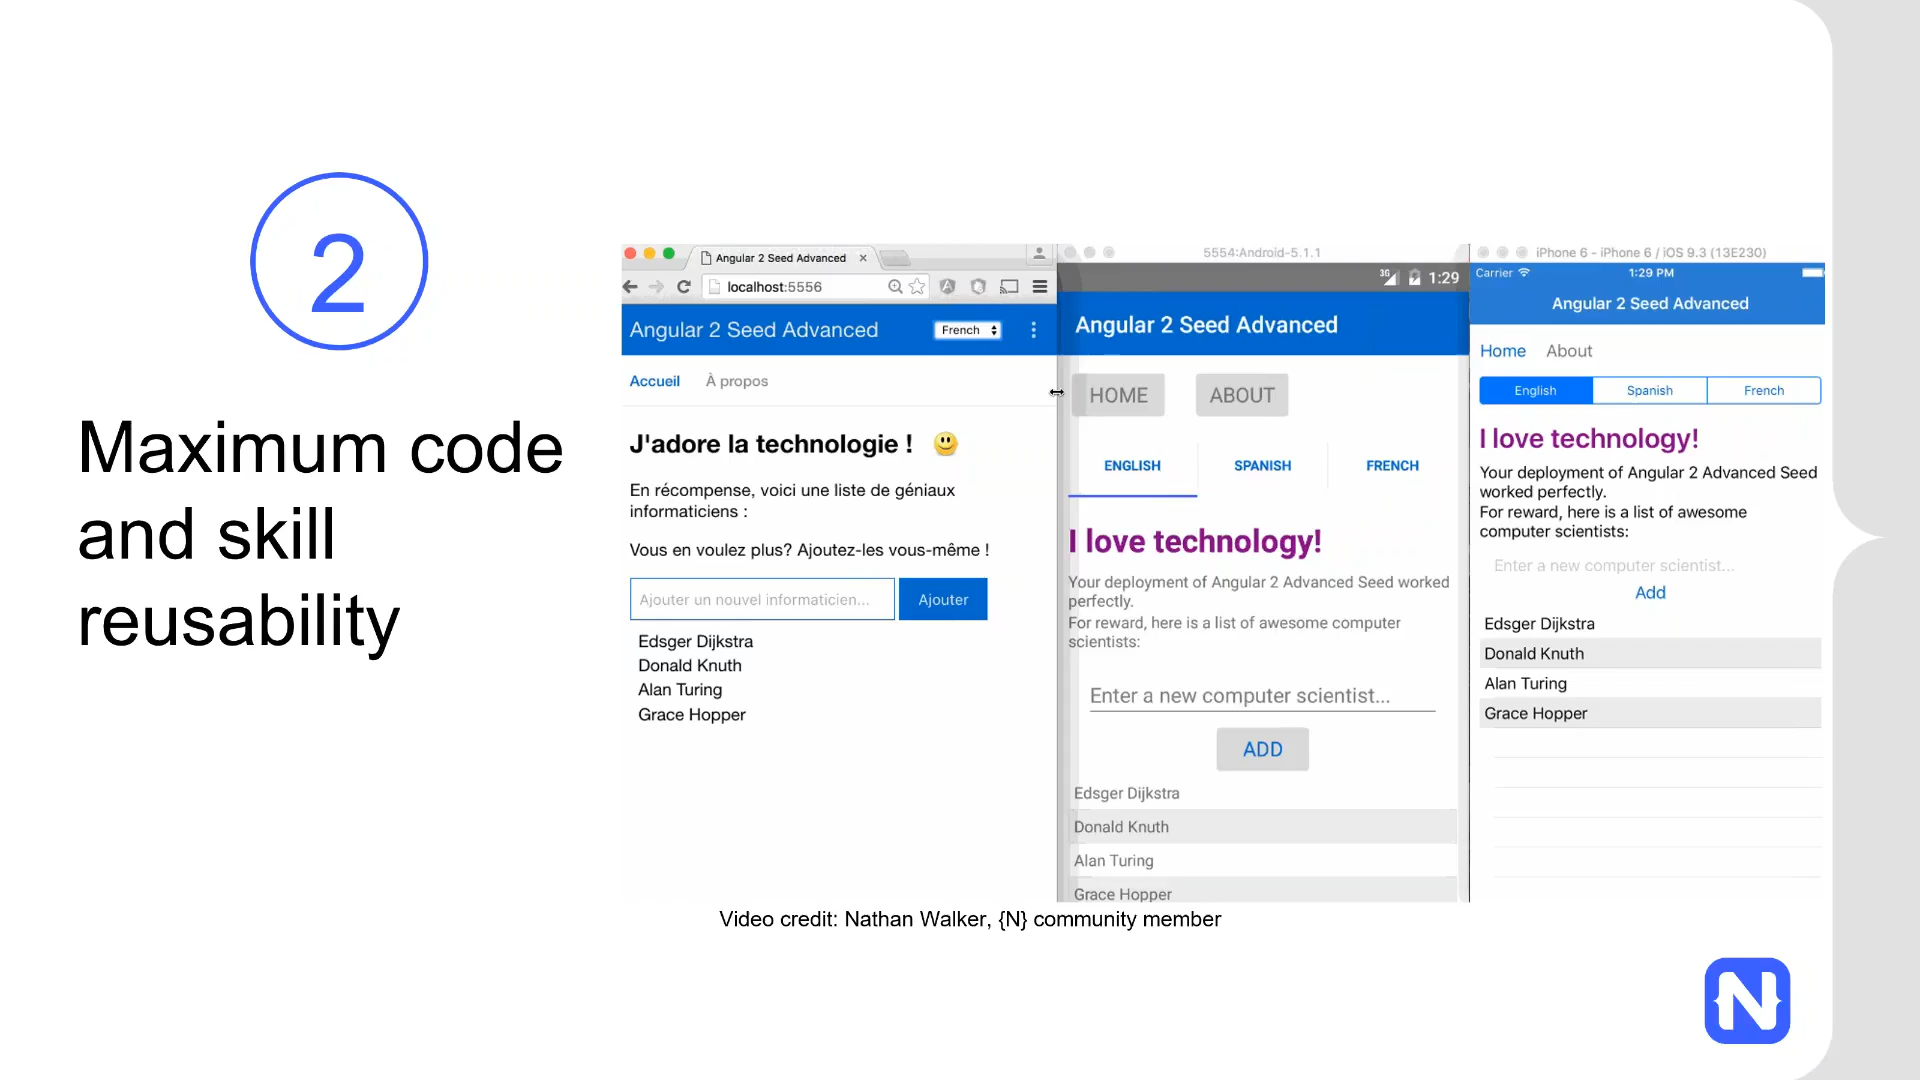 2
Maximum code
and skill
reusability
Angular 2 Seed Advanced
localhost:5556
Angular 2 Seed Advanced
French
Accueil
À propos
J'adore la technologie !
En récompense, voici une liste de géniaux
informaticiens :
Vous en voulez plus? Ajoutez-les vous-même !
Ajouter un nouvel informaticien...
Ajouter
Edsger Dijkstra
Donald Knuth
Alan Turing
Grace Hopper
5554:Android-5.1.1
3G
1:29
Angular 2 Seed Advanced
HOME
ABOUT
ENGLISH
SPANISH
FRENCH
I love technology!
Your deployment of Angular 2 Advanced Seed worked
perfectly.
For reward, here is a list of awesome computer
scientists:
Enter a new computer scientist...
ADD
Edsger Dijkstra
Donald Knuth
Alan Turing
Grace Hopper
iPhone 6 - iPhone 6 / iOS 9.3 (13E230)
Carrier
1:29 PM
Angular 2 Seed Advanced
Home
About
English
Spanish
French
I love technology!
Your deployment of Angular 2 Advanced Seed
worked perfectly.
For reward, here is a list of awesome
computer scientists:
Enter a new computer scientist...
Add
Edsger Dijkstra
Donald Knuth
Alan Turing
Grace Hopper
Video credit: Nathan Walker, {N} community member
N